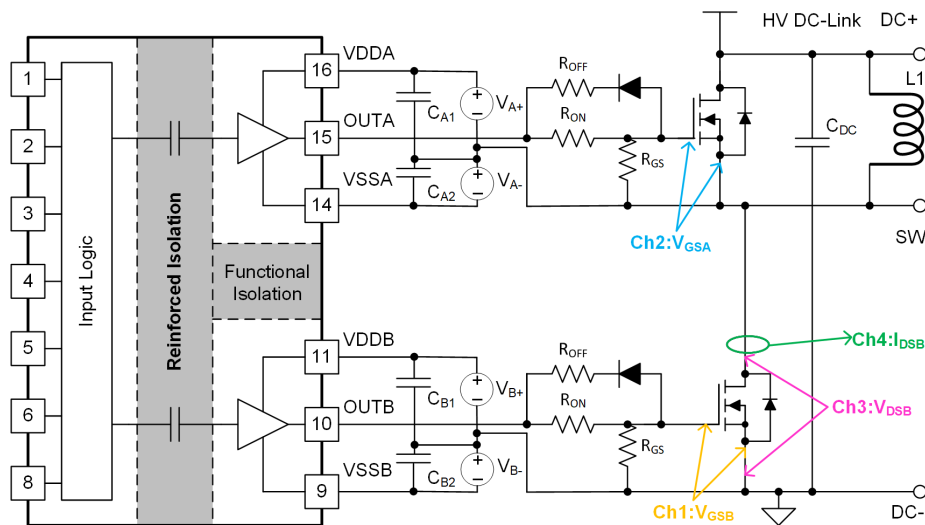 HV DC-Link
DC+
1
2
3
4
5
6
8
Input Logic
Reinforced Isolation
Functional
Isolation
16
VDDA
15
OUTA
VSSA
14
CA1
CA2
VA+
VA-
ROFF
RON
RGS
Ch2:VGSA
CDC
L1
SW
VDDB
11
OUTB
10
VSSB
9
CB1
CB2
VB+
VB-
ROFF
RON
RGS
Ch4:IDSB
Ch3:VDSB
Ch1:VGSB
DC-